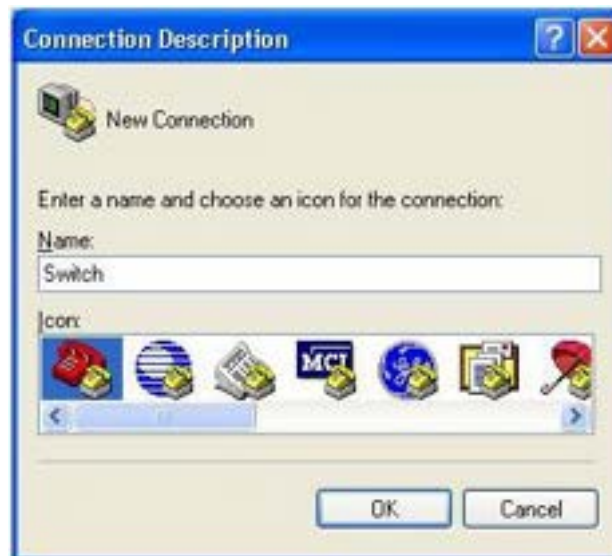 Connection Description
New Connection
Enter a name and choose an icon for the connection:
Name:
Switch
Icon:
MCI
OK
Cancel